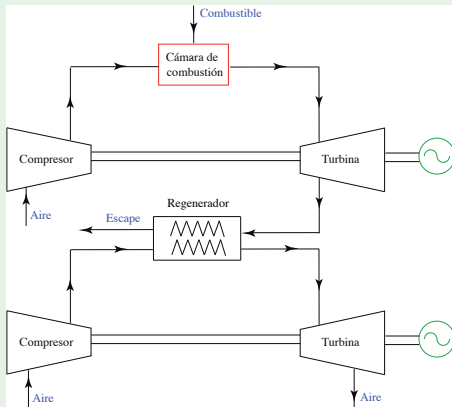 Combustible
Cámara de
combustión
Compresor
Turbina
Aire
Regenerador
Escape
Compresor
Turbina
Aire
Aire